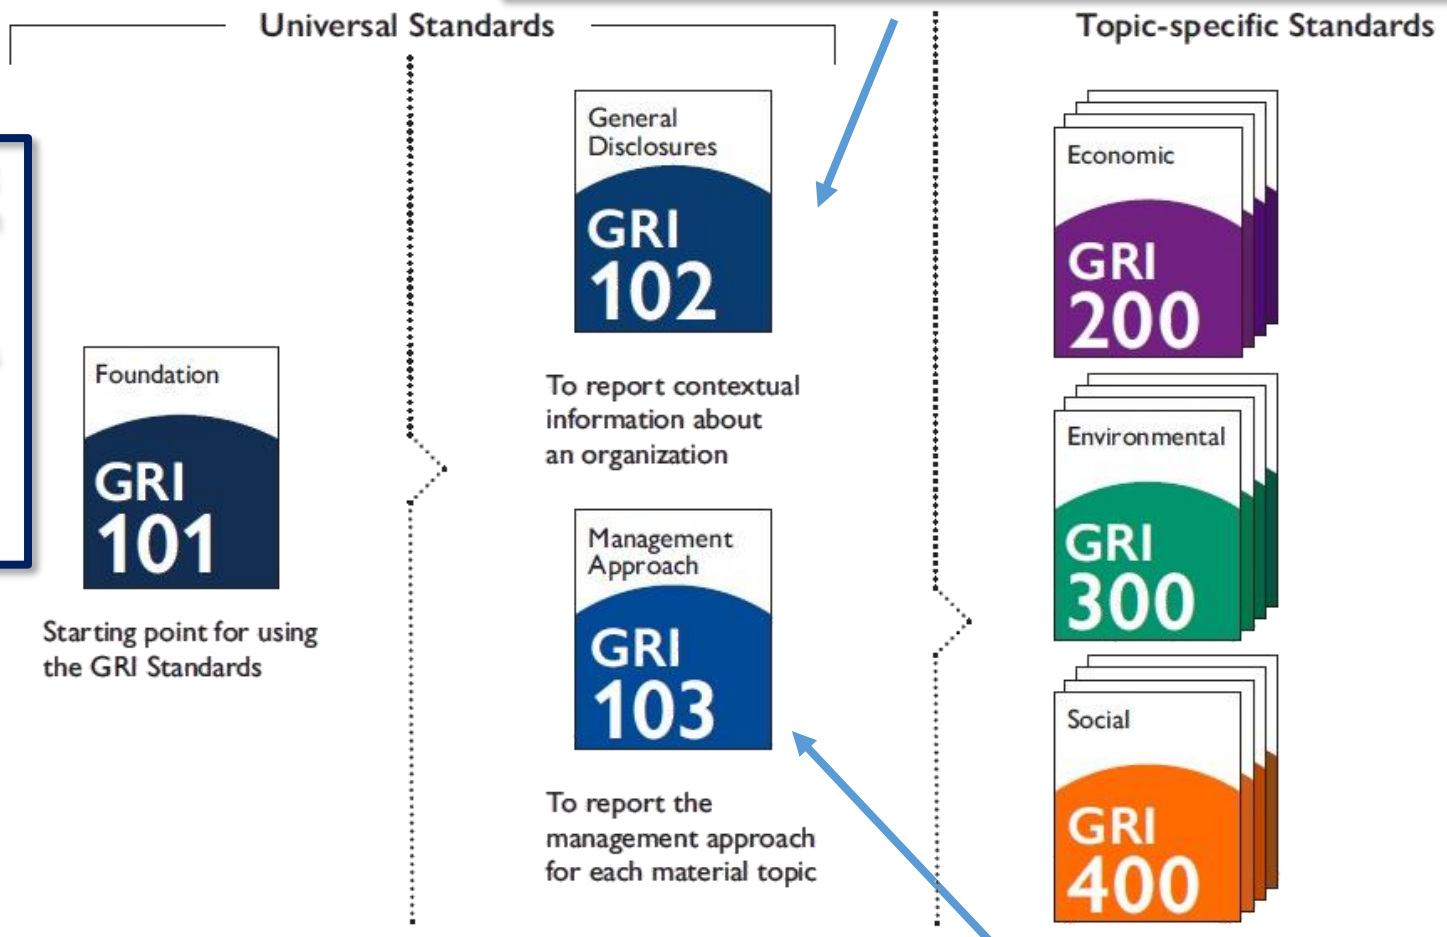 Universal Standards
Topic-specific Standards
Foundation
GRI
101
Starting point for using
the GRI Standards
General
Disclosures
GRI
102
To report contextual
information about
an organization
Management
Approach
GRI
103
To report the
management approach
for each material topic
Economic
GRI
200
Environmental
GRI
300
Social
GRI
400